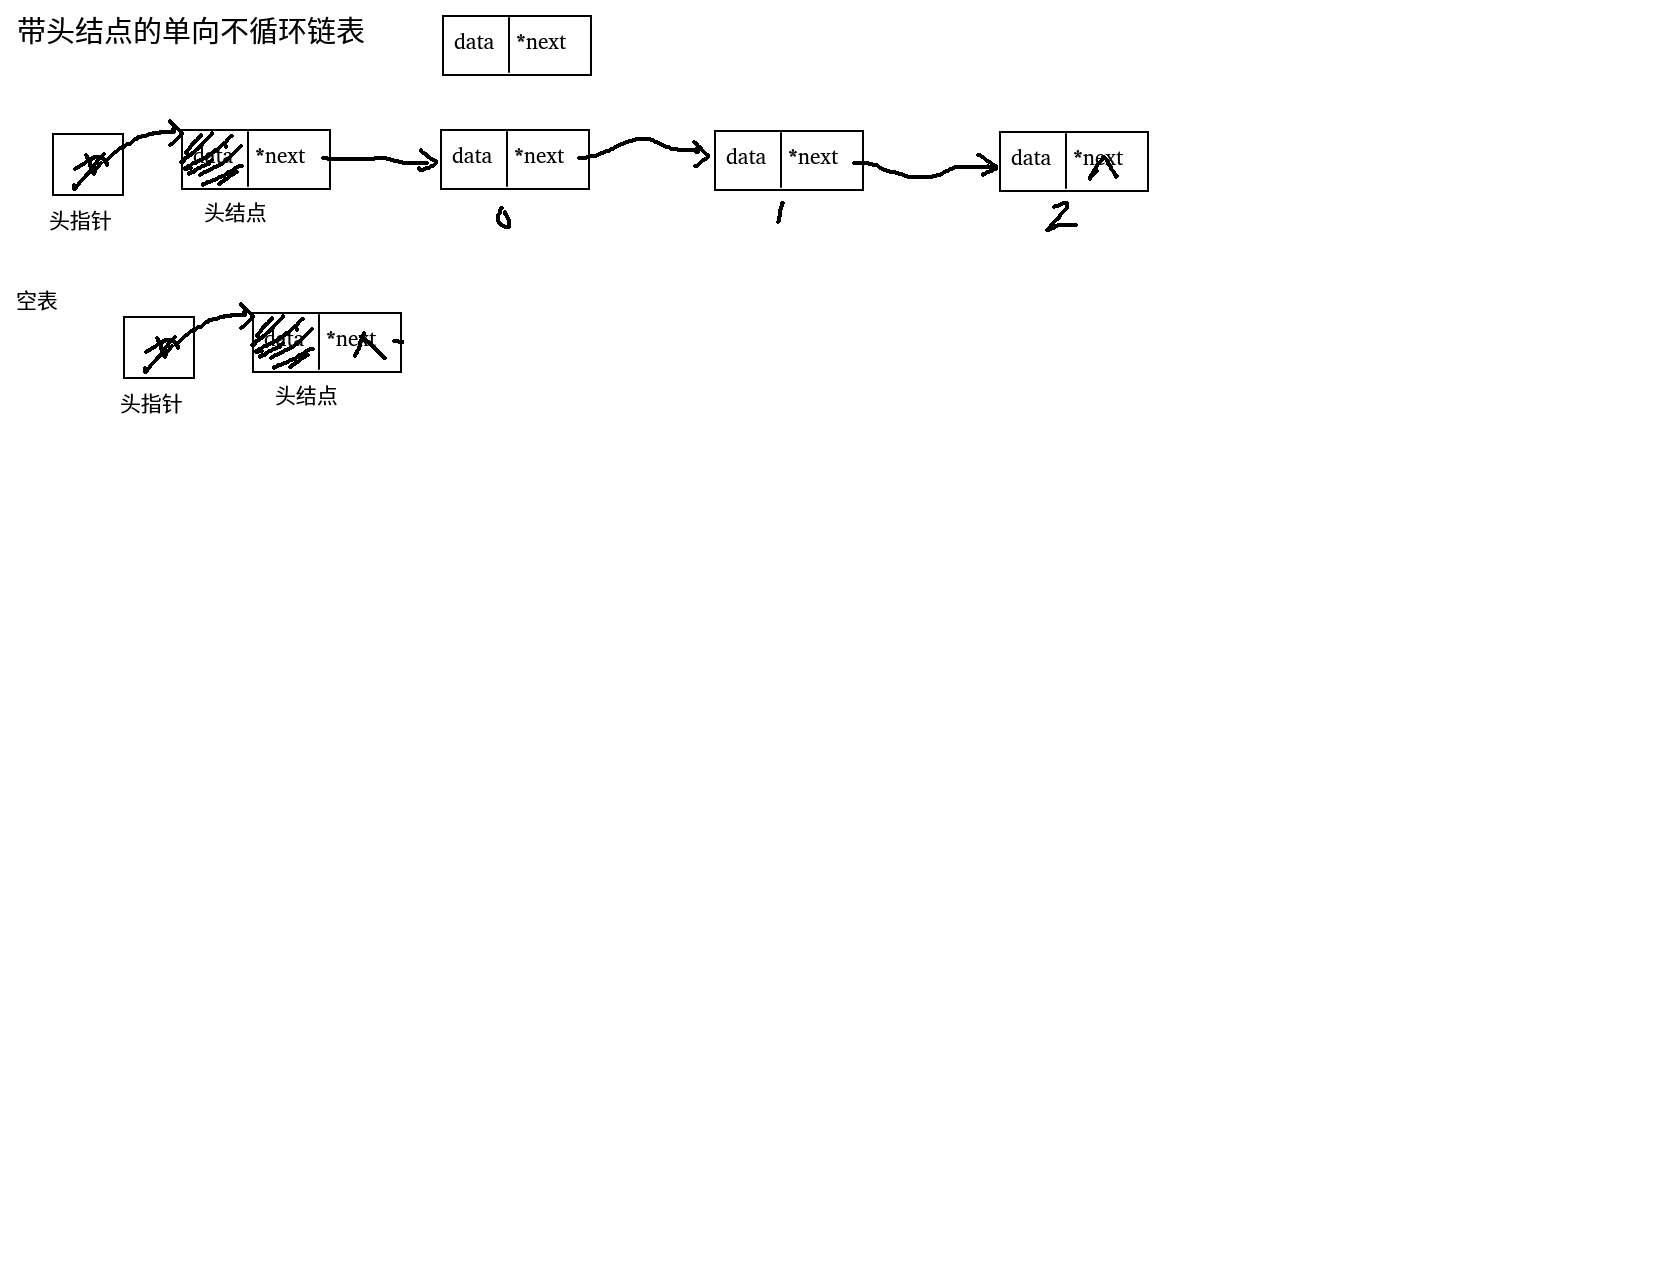 带头结点的单向不循环链表
data *next
data *next data *next data *next data *next
头指针 头结点 0 1 2
空表
data *next
头指针 头结点